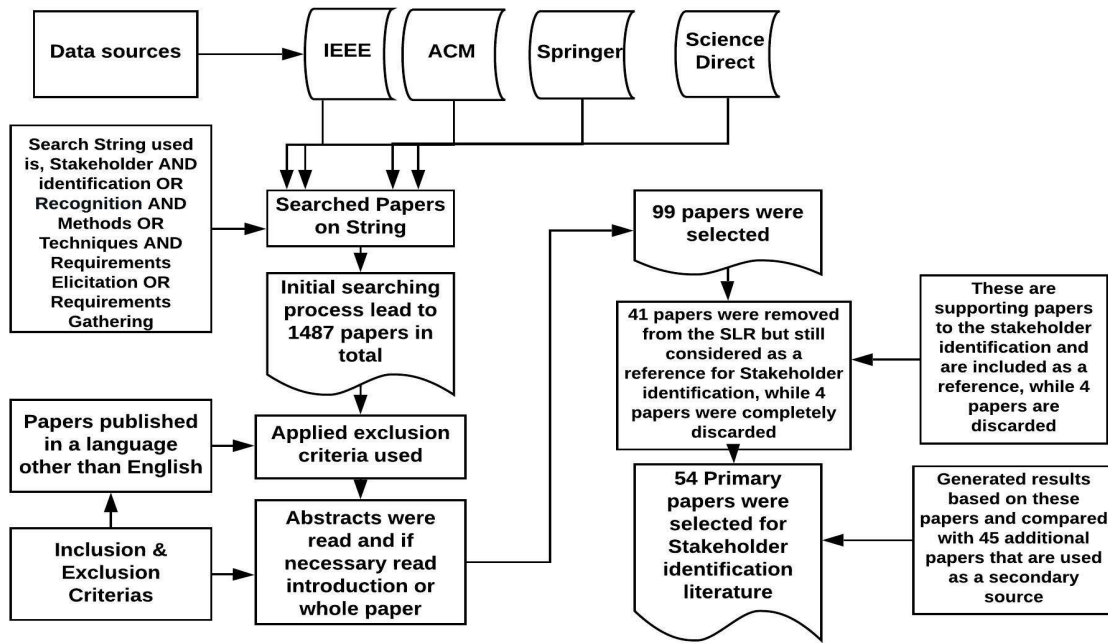 Data sources
IEEE
ACM
Springer
Science
Direct
Search String used
is, Stakeholder AND
identification OR
Recognition AND
Methods OR
Techniques AND
Requirements
Elicitation OR
Requirements
Gathering
Searched Papers
on String
Initial searching
process lead to
1487 papers in
total
Papers published
in a language
other than English
Applied exclusion
criteria used
Inclusion &
Exclusion
Criterias
Abstracts were
read and if
necessary read
introduction or
whole paper
99 papers were
selected
41 papers were removed
from the SLR but still
considered as a
reference for Stakeholder
identification, while 4
papers were completely
discarded
These are
supporting papers
to the stakeholder
identification and
are included as a
reference, while 4
papers are
discarded
54 Primary
papers were
selected for
Stakeholder
identification
literature
Generated results
based on these
papers and compared
with 45 additional
papers that are used
as a secondary
source